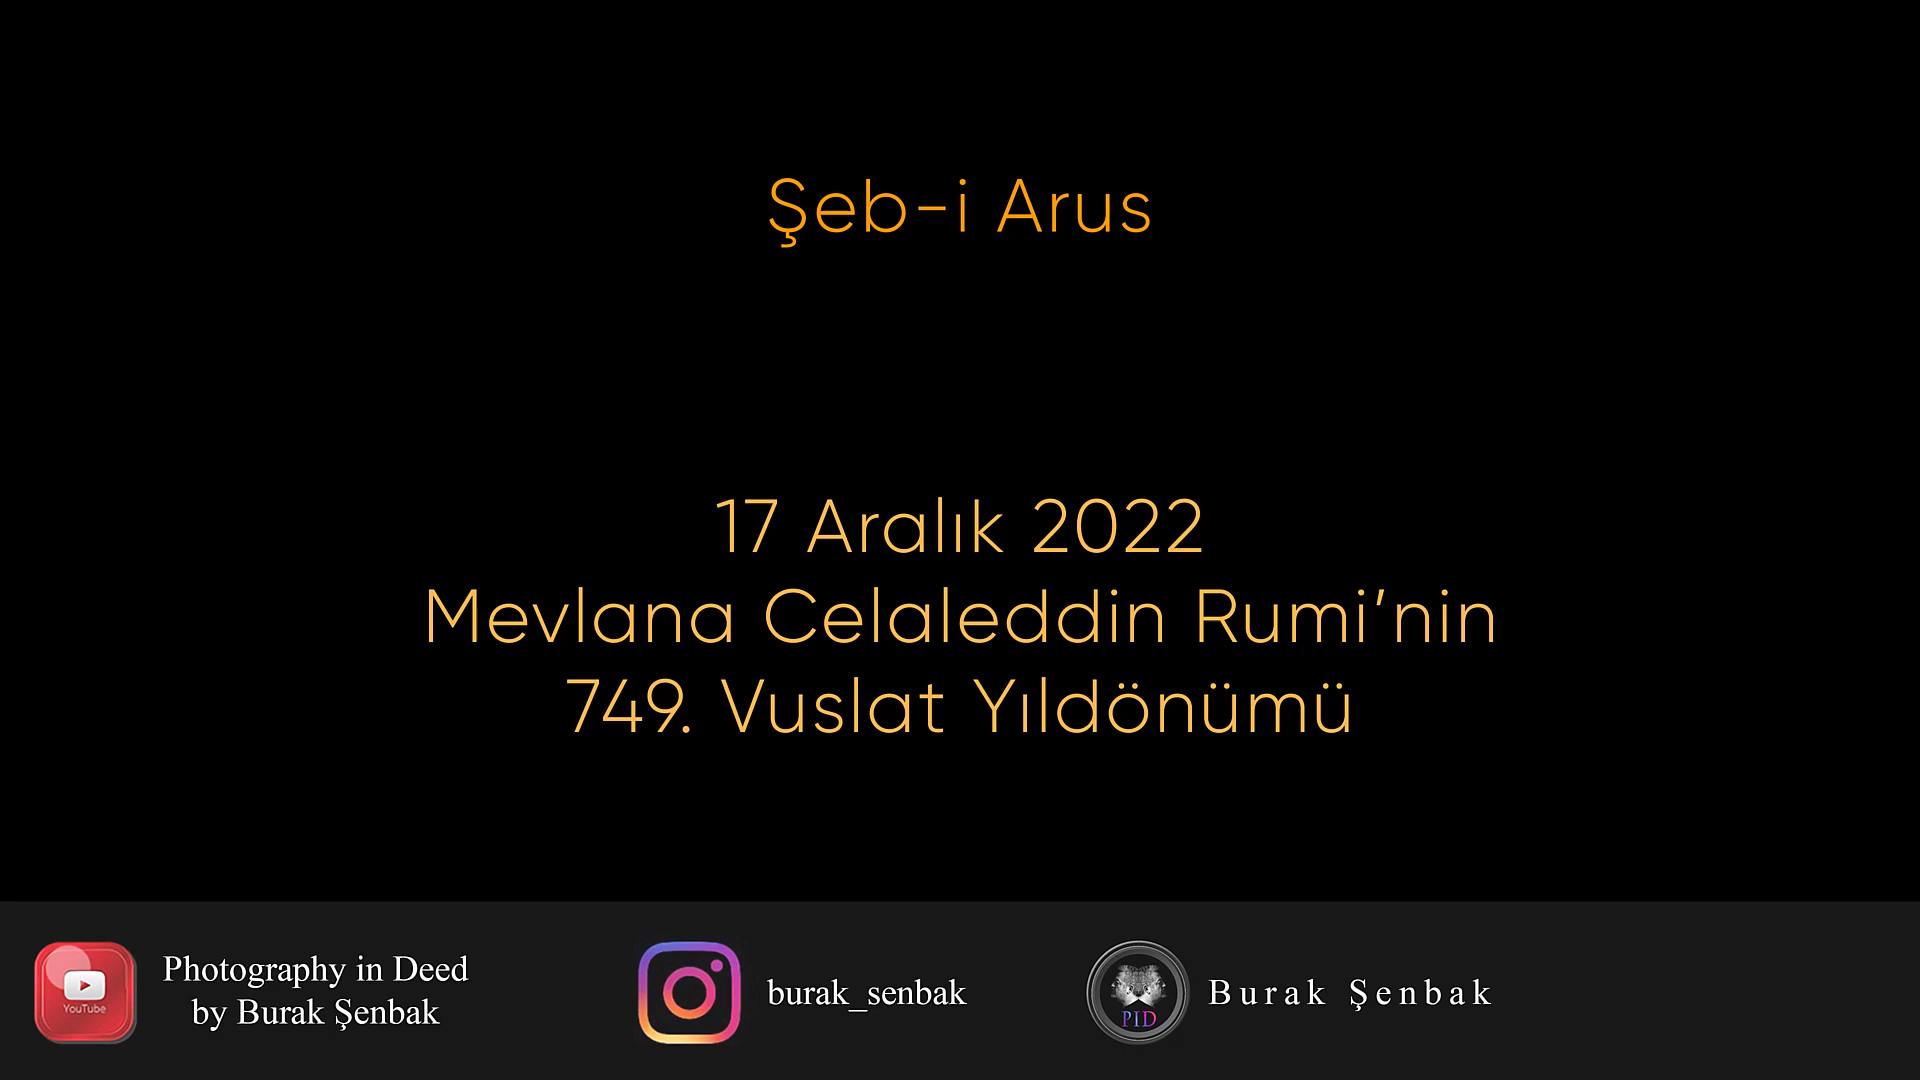 Şeb-i Arus
17 Aralık 2022
Mevlana Celaleddin Rumi'nin
749. Vuslat Yıldönümü
YouTube
Photography in Deed
by Burak Şenbak
burak_senbak
PID
Burak Şenbak